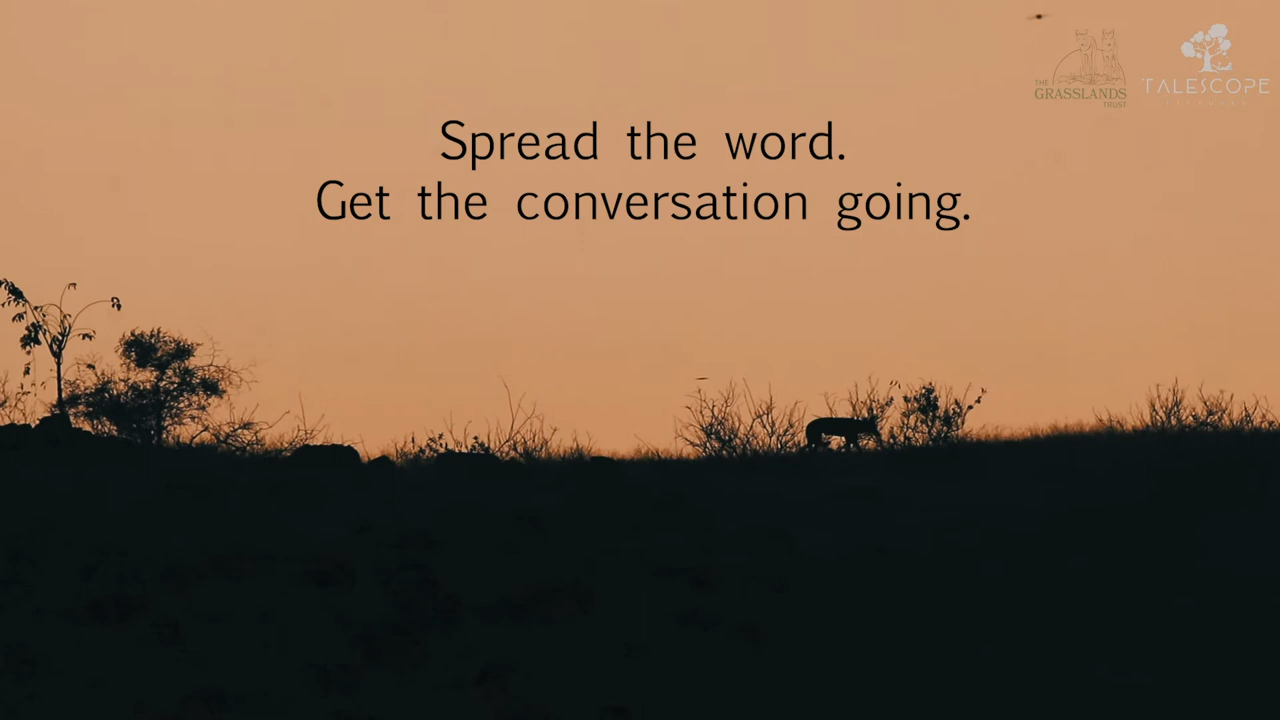 THE
GRASSLANDS
TRUST
TALESCOPE
Spread the word.
Get the conversation going.